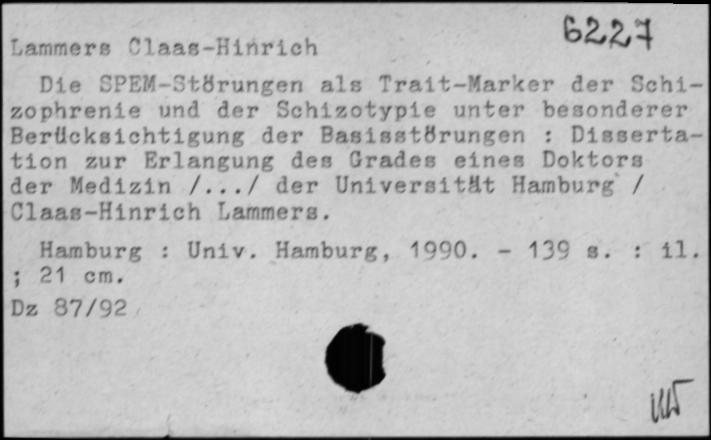 6227
Lammers Claas-Hinrich
Die SPEM-Störungen als Trait-Marker der Schi-
zophrenie und der Schizotypie unter besonderer
Berücksichtigung der Basisstörungen : Disserta-
tion zur Erlangung des Grades eines Doktors
der Medizin /.../ der Universität Hamburg /
Claas-Hinrich Lammers.
Hamburg : Univ. Hamburg, 1990. - 139 s. : il.
; 21 cm.
Dz 87/92